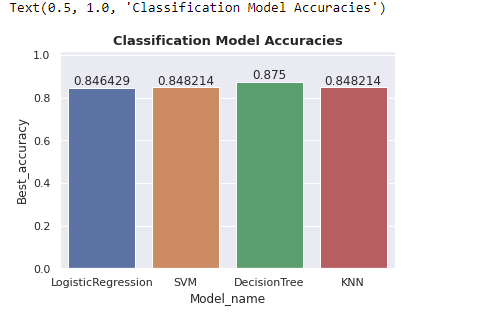 Text(0.5, 1.0, 'Classification Model Accuracies')
Classification Model Accuracies
1.0
0.8
0.6
0.4
0.2
0.0
Best_accuracy
0.846429 0.848214 0.875 0.848214
LogisticRegression SVM DecisionTree KNN
Model_name